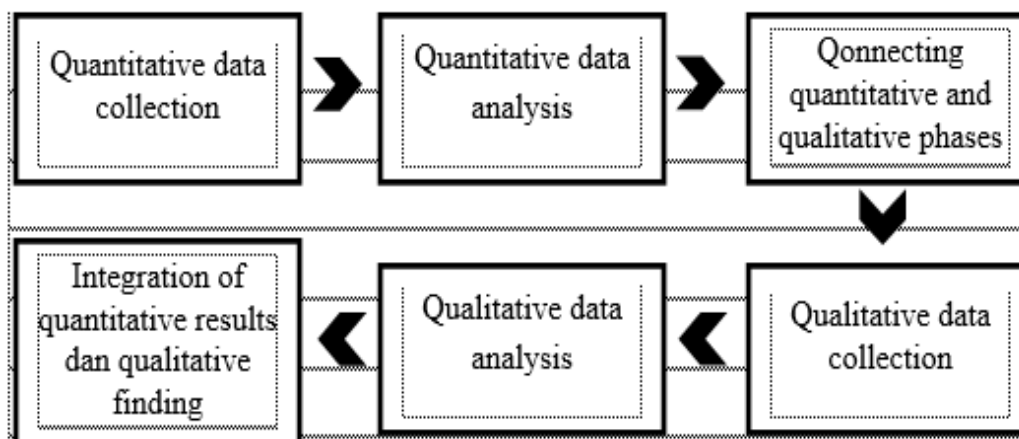 Quantitative data
collection
Quantitative data
analysis
Qonnecting
quantitative and
qualitative phases
Qualitative data
collection
Qualitative data
analysis
Integration of
quantitative results
dan qualitative
finding